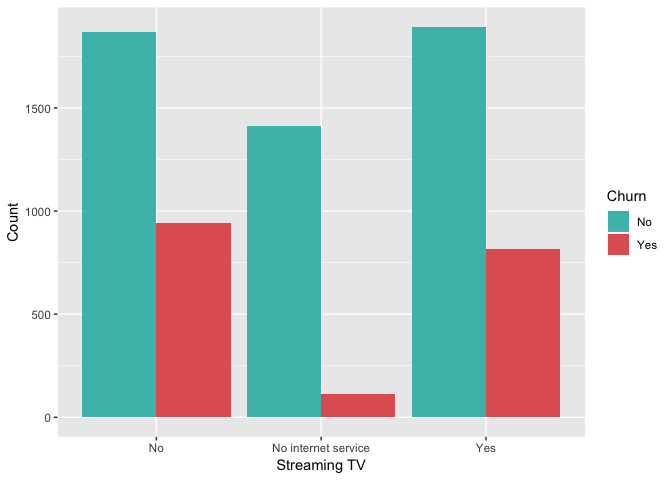 Count
1500
1000
500
0
No No internet service Yes
Streaming TV
Churn
No
Yes